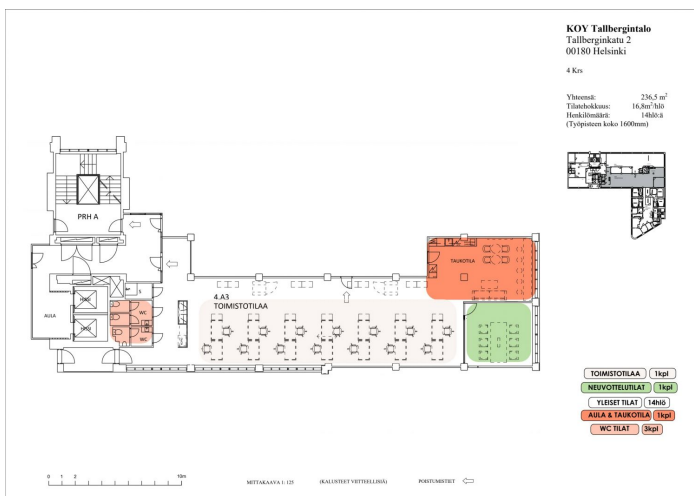 KOY Tallbergintalo
Tallberginkatu 2
00180 Helsinki
4 Krs
Yhteensä: 236,5 m²
Tilatehokkuus: 16,8m²/hlö
Henkilömäärä: 14hlö:ä
(Työpisteen koko 1600mm)
PRH A
TAUKOTILA
AULA
HISSI
HISSI
S
WC
WC
4.A3
TOIMISTOTILAA
TOIMISTOTILAA 1kpl
NEUVOTTELUTILAT 1kpl
YLEISET TILAT 14hlö
AULA & TAUKOTILA 1kpl
WC TILAT 3kpl
0 1 2 10m
MITTAKAAVA 1: 125 (KALUSTEET VIITTEELLISIÄ) POISTUMISTIET